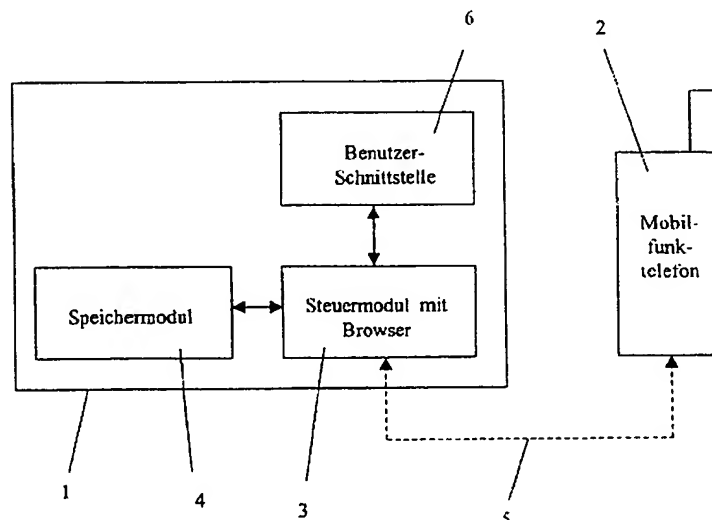 6
2
Benutzer-
Schnittstelle
Mobil-
funk-
telefon
Speichermodul
Steuermodul mit
Browser
1
4
3
5